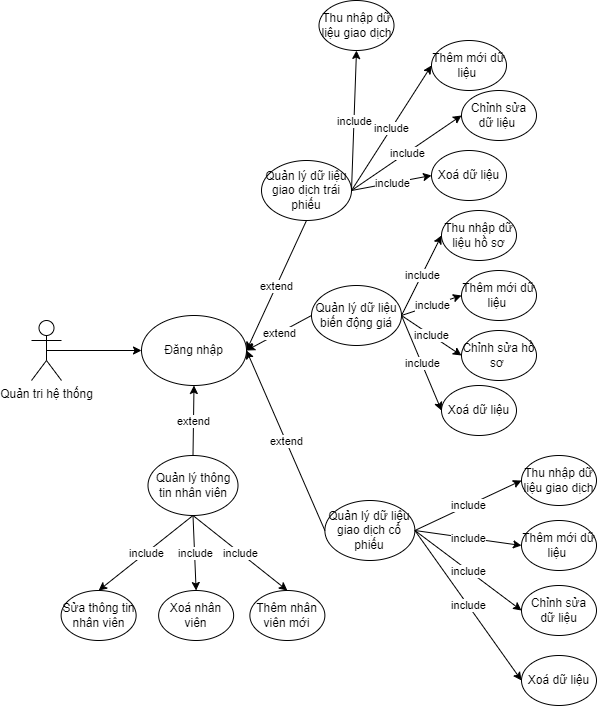 Thu nhập dữ
liệu giao dịch
Thêm mới dữ
liệu
Chỉnh sửa
dữ liệu
Xoá dữ liệu
include
include
include
include
Quản lý dữ liệu
giao dịch trái
phiếu
Thu nhập dữ
liệu hồ sơ
Thêm mới dữ
liệu
Chỉnh sửa hồ
sơ
Xoá dữ liệu
include
include
include
include
Quản lý dữ liệu
biến động giá
extend
extend
Đăng nhập
Quản tri hệ thống
extend
extend
Quản lý thông
tin nhân viên
include
include
include
Sửa thông tin
nhân viên
Xoá nhân
viên
Thêm nhân
viên mới
Quản lý dữ liệu
giao dịch cổ
phiếu
include
include
include
include
Thu nhập dữ
liệu giao dịch
Thêm mới dữ
liệu
Chỉnh sửa
dữ liệu
Xoá dữ liệu